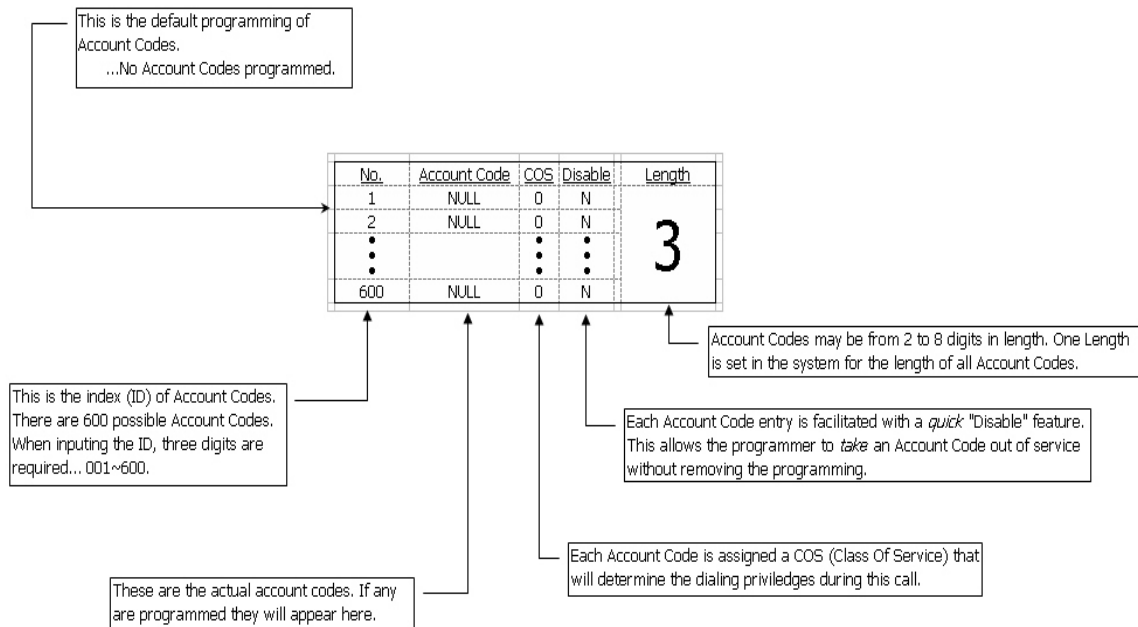 This is the default programming of
Account Codes.
...No Account Codes programmed.
No. Account Code COS Disable Length
1 NULL 0 N
2 NULL 0 N
3
600 NULL 0 N
Account Codes may be from 2 to 8 digits in length. One Length
is set in the system for the length of all Account Codes.
This is the index (ID) of Account Codes.
There are 600 possible Account Codes.
When inputing the ID, three digits are
required... 001~600.
Each Account Code entry is facilitated with a quick "Disable" feature.
This allows the programmer to take an Account Code out of service
without removing the programming.
Each Account Code is assigned a COS (Class Of Service) that
will determine the dialing priviledges during this call.
These are the actual account codes. If any
are programmed they will appear here.